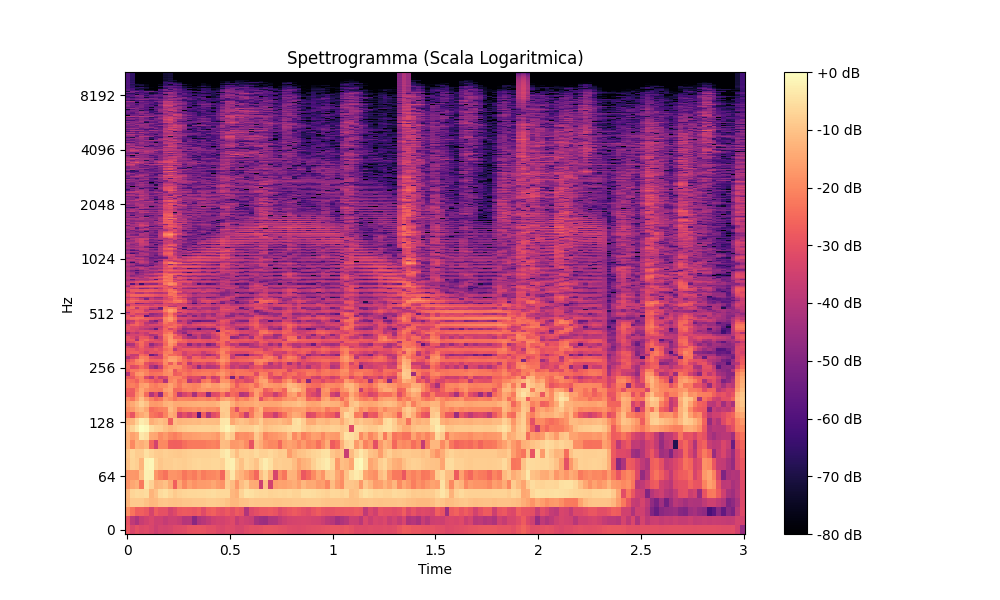 Spettrogramma (Scala Logaritmica)
Hz
8192
4096
2048
1024
512
256
128
64
0
0 0.5 1 1.5 2 2.5 3
Time
+0 dB
-10 dB
-20 dB
-30 dB
-40 dB
-50 dB
-60 dB
-70 dB
-80 dB